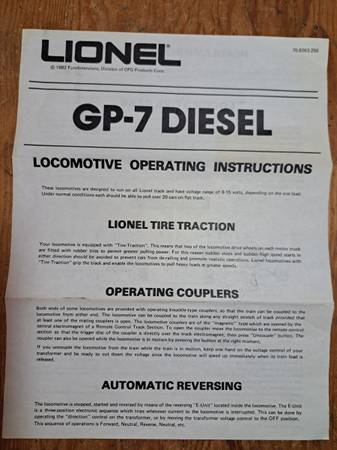 LIONEL®
© 1982 Fundimensions, Division of CPG Products Corp.
70-8063-250
GP-7 DIESEL
LOCOMOTIVE OPERATING INSTRUCTIONS
These locomotives are designed to run on all Lionel track and have voltage range of 9-15 volts, depending on the size load.
Under normal conditions each should be able to pull over 20 cars on flat track.
LIONEL TIRE TRACTION
Your locomotive is equipped with "Tire-Traction". This means that two of the locomotive drive wheels on each motor truck
are fitted with rubber tires to permit greater pulling power. For this reason sudden stops and sudden high speed starts in
either direction should be avoided to prevent cars from de-railing and promote realistic operations. Lionel locomotives with
"Tire-Traction" grip the track and enable the locomotives to pull heavy loads at greater speeds.
OPERATING COUPLERS
Both ends of some locomotives are provided with operating knuckle-type couplers, so that the train can be coupled to the
locomotive from either end. The locomotive can be coupled to the train along any straight stretch of track provided that
at least one of the mating couplers is open. The locomotive couplers are of the "magnetic" type which are opened by the
central electromagnet of a Remote Control Track Section. To open the coupler move the locomotive to the remote control
section so that the trigger disc of the coupler is directly over the track electromagnet; then press "Uncouple" button. The
coupler can also be opened while the locomotive is in motion by pressing the button at the right moment.
If you uncouple the locomotive from the train while the train is in motion, keep one hand on the voltage control of your
transformer and be ready to cut down the voltage since the locomotive will speed up immediately when its train load is
released.
AUTOMATIC REVERSING
The locomotive is stopped, started and reversed by means of the reversing "E-Unit" located inside the locomotive. The E-Unit
is a three-position electronic sequence which trips whenever current to the locomotive is interrupted. This can be done by
operating the "direction" control on the transformer, or by moving the transformer voltage control to the OFF position.
This sequence of operations is Forward, Neutral, Reverse, Neutral, etc.